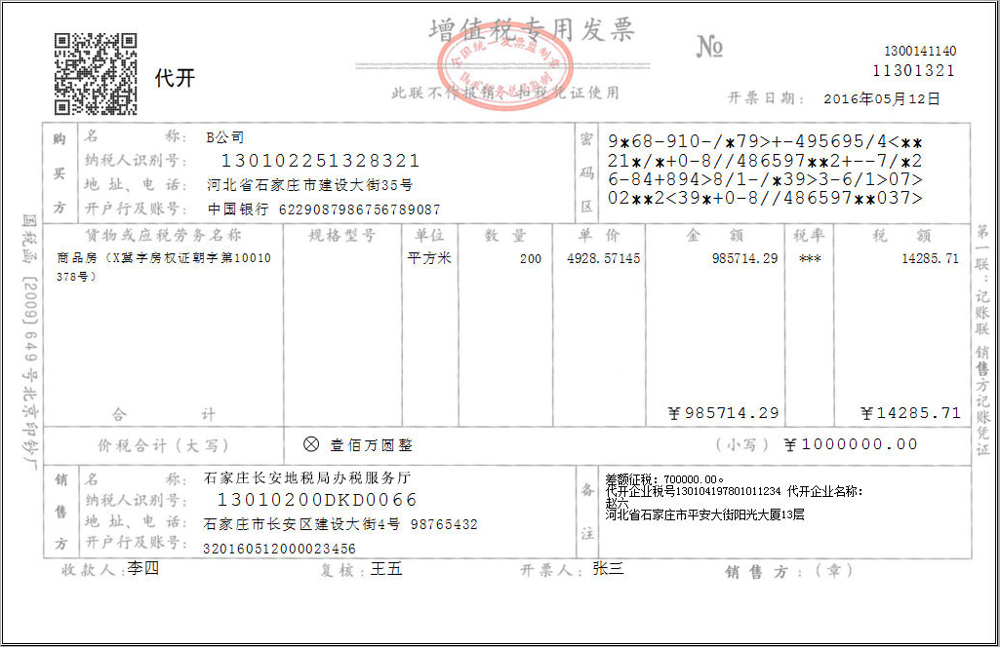 增值税专用发票
全国统一发票监制章
国家税务总局监制
代开
№
1300141140
11301321
此联不作报销、扣税凭证使用
开票日期： 2016年05月12日
购买方
名 称： B公司
纳税人识别号： 130102251328321
地 址、电 话： 河北省石家庄市建设大街35号
开户行及账号： 中国银行 6229087986756789087
密码区
9*68-910-/*79>+-495695/4<**
21*/*+0-8//486597**2+--7/*2
6-84+894>8/1-/*39>3-6/1>07>
02**2<39*+0-8//486597**037>
货物或应税劳务名称 规格型号 单位 数 量 单 价 金 额 税率 税 额
商品房（X冀字房权证朝字第10010 平方米 200 4928.57145 985714.29 *** 14285.71
378号）
合 计 ￥985714.29 ￥14285.71
价税合计（大写） ⊗ 壹佰万圆整 （小写） ￥1000000.00
销售方
名 称： 石家庄长安地税局办税服务厅
纳税人识别号： 13010200DKD0066
地 址、电 话： 石家庄市长安区建设大街4号 98765432
开户行及账号： 320160512000023456
备注
差额征税：700000.00。
代开企业税号130104197801011234 代开企业名称：
赵六
河北省石家庄市平安大街阳光大厦13层
收款人：李四 复核：王五 开票人：张三 销售方：（章）
国税函〔2009〕649号北京印钞厂
第一联：记账联 销售方记账凭证